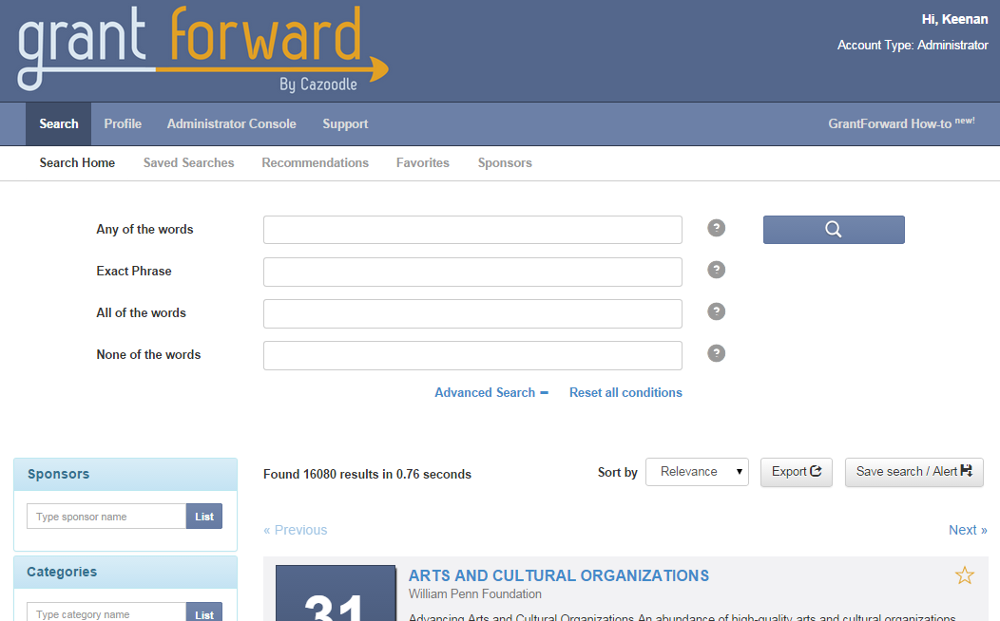 grant forward
By Cazoodle
Hi, Keenan
Account Type: Administrator
Search Profile Administrator Console Support GrantForward How-to new!
Search Home Saved Searches Recommendations Favorites Sponsors
Any of the words ?
Exact Phrase ?
All of the words ?
None of the words ?
Advanced Search Reset all conditions
Sponsors
Type sponsor name List
Categories
Type category name List
Found 16080 results in 0.76 seconds
Sort by Relevance Export Save search / Alert
« Previous Next »
31
ARTS AND CULTURAL ORGANIZATIONS
William Penn Foundation
Advancing Arts and Cultural Organizations An abundance of high-quality arts and cultural organizations